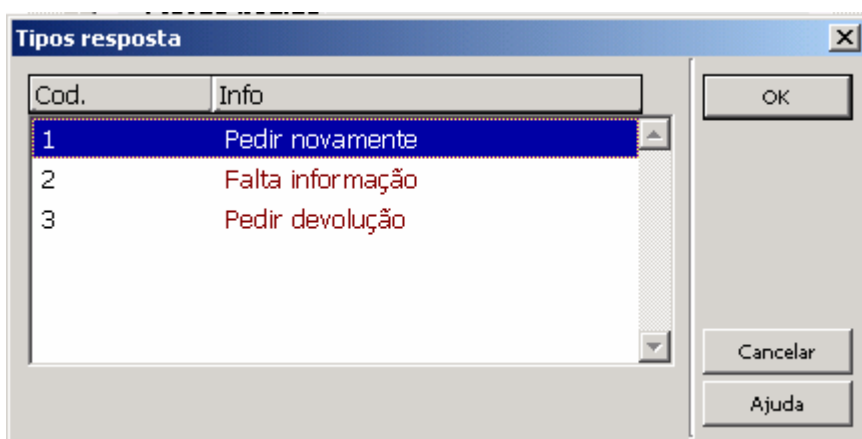 Tipos resposta
Cod. Info
OK
1 Pedir novamente
2 Falta informação
3 Pedir devolução
Cancelar
Ajuda